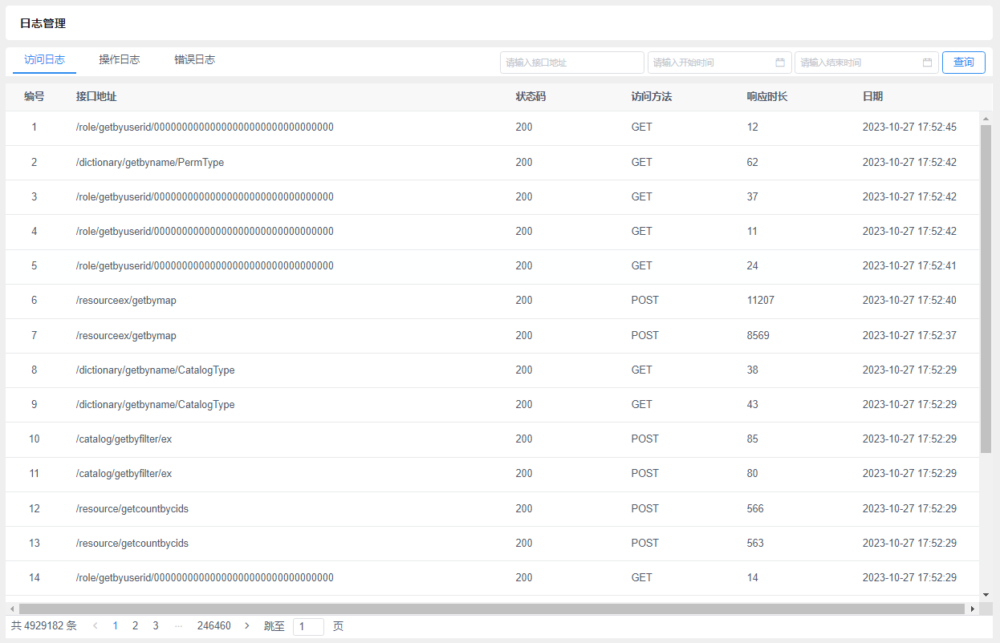 日志管理
访问日志 操作日志 错误日志 请输入接口地址 请输入开始时间 请输入结束时间 查询
编号 接口地址 状态码 访问方法 响应时长 日期
1 /role/getbyuserid/00000000000000000000000000000000 200 GET 12 2023-10-27 17:52:45
2 /dictionary/getbyname/PermType 200 GET 62 2023-10-27 17:52:42
3 /role/getbyuserid/00000000000000000000000000000000 200 GET 37 2023-10-27 17:52:42
4 /role/getbyuserid/00000000000000000000000000000000 200 GET 11 2023-10-27 17:52:42
5 /role/getbyuserid/00000000000000000000000000000000 200 GET 24 2023-10-27 17:52:41
6 /resourceex/getbymap 200 POST 11207 2023-10-27 17:52:40
7 /resourceex/getbymap 200 POST 8569 2023-10-27 17:52:37
8 /dictionary/getbyname/CatalogType 200 GET 38 2023-10-27 17:52:29
9 /dictionary/getbyname/CatalogType 200 GET 43 2023-10-27 17:52:29
10 /catalog/getbyfilter/ex 200 POST 85 2023-10-27 17:52:29
11 /catalog/getbyfilter/ex 200 POST 80 2023-10-27 17:52:29
12 /resource/getcountbycids 200 POST 566 2023-10-27 17:52:29
13 /resource/getcountbycids 200 POST 563 2023-10-27 17:52:29
14 /role/getbyuserid/00000000000000000000000000000000 200 GET 14 2023-10-27 17:52:29
共 4929182 条 < 1 2 3 ··· 246460 > 跳至 1 页